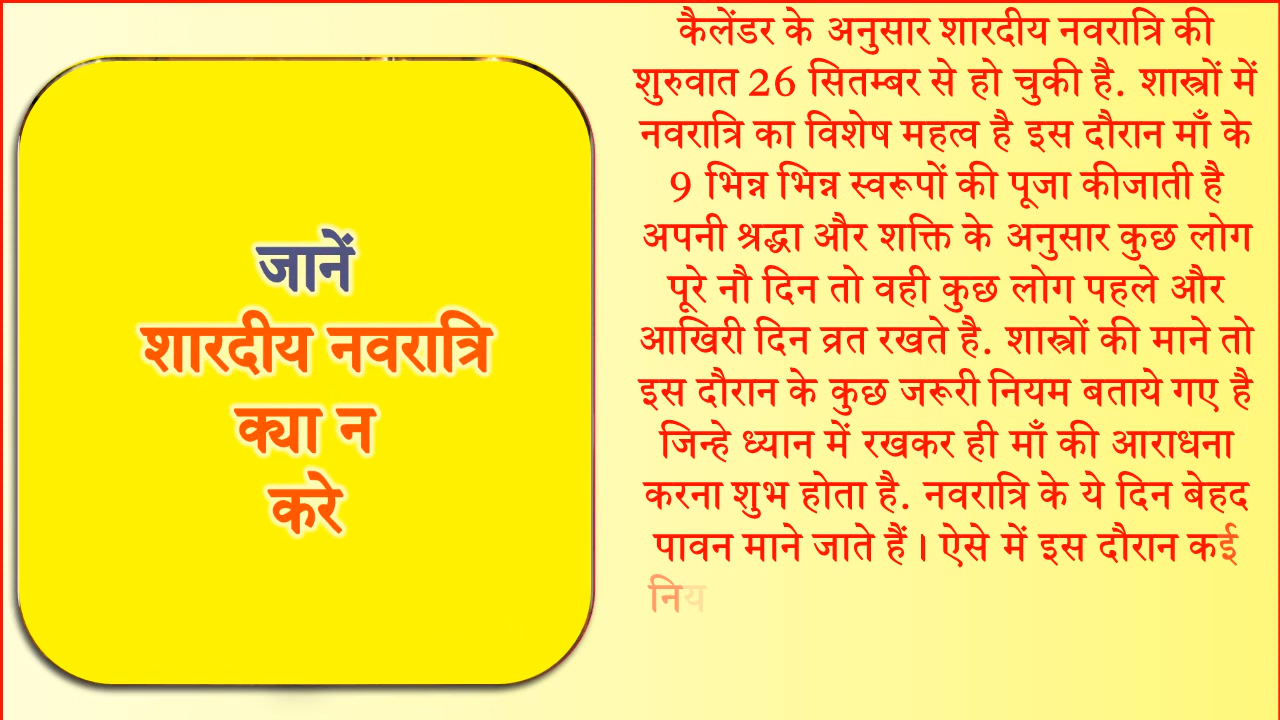 जानें
शारदीय नवरात्रि
क्या न
करे
कैलेंडर के अनुसार शारदीय नवरात्रि की
शुरुवात 26 सितम्बर से हो चुकी है. शास्त्रों में
नवरात्रि का विशेष महत्व है इस दौरान माँ के
9 भिन्न भिन्न स्वरूपों की पूजा कीजाती है
अपनी श्रद्धा और शक्ति के अनुसार कुछ लोग
पूरे नौ दिन तो वही कुछ लोग पहले और
आखिरी दिन व्रत रखते है. शास्त्रों की माने तो
इस दौरान के कुछ जरूरी नियम बताये गए है
जिन्हे ध्यान में रखकर ही माँ की आराधना
करना शुभ होता है. नवरात्रि के ये दिन बेहद
पावन माने जाते हैं । ऐसे में इस दौरान कई
निय